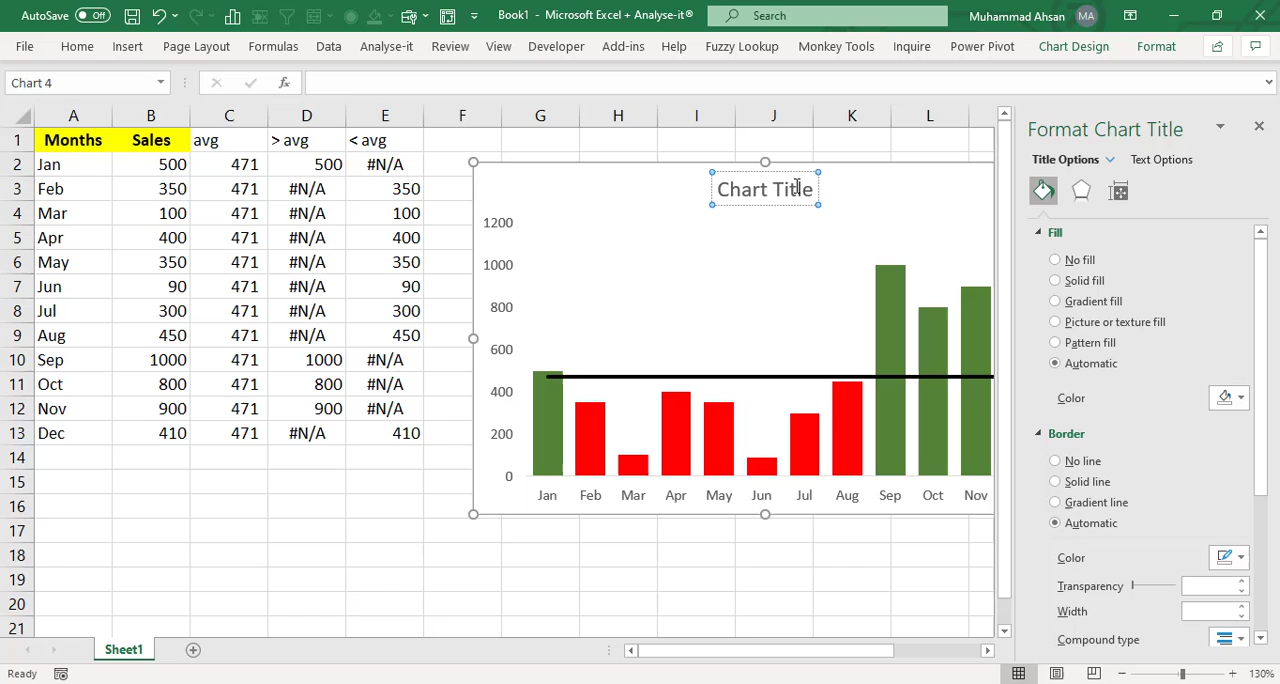 AutoSave Off Book1 - Microsoft Excel + Analyse-it® Search Muhammad Ahsan MA
File Home Insert Page Layout Formulas Data Analyse-it Review View Developer Add-ins Help Fuzzy Lookup Monkey Tools Inquire Power Pivot Chart Design Format
Chart 4 fx
A B C D E F G H I J K L
1 Months Sales avg > avg < avg
2 Jan 500 471 500 #N/A
3 Feb 350 471 #N/A 350
4 Mar 100 471 #N/A 100
5 Apr 400 471 #N/A 400
6 May 350 471 #N/A 350
7 Jun 90 471 #N/A 90
8 Jul 300 471 #N/A 300
9 Aug 450 471 #N/A 450
10 Sep 1000 471 1000 #N/A
11 Oct 800 471 800 #N/A
12 Nov 900 471 900 #N/A
13 Dec 410 471 #N/A 410
14
15
16
17
18
19
20
21
Chart Title
1200
1000
800
600
400
200
0
Jan Feb Mar Apr May Jun Jul Aug Sep Oct Nov
Format Chart Title
Title Options Text Options
Fill
No fill
Solid fill
Gradient fill
Picture or texture fill
Pattern fill
Automatic
Color
Border
No line
Solid line
Gradient line
Automatic
Color
Transparency
Width
Compound type
Sheet1
Ready 130%